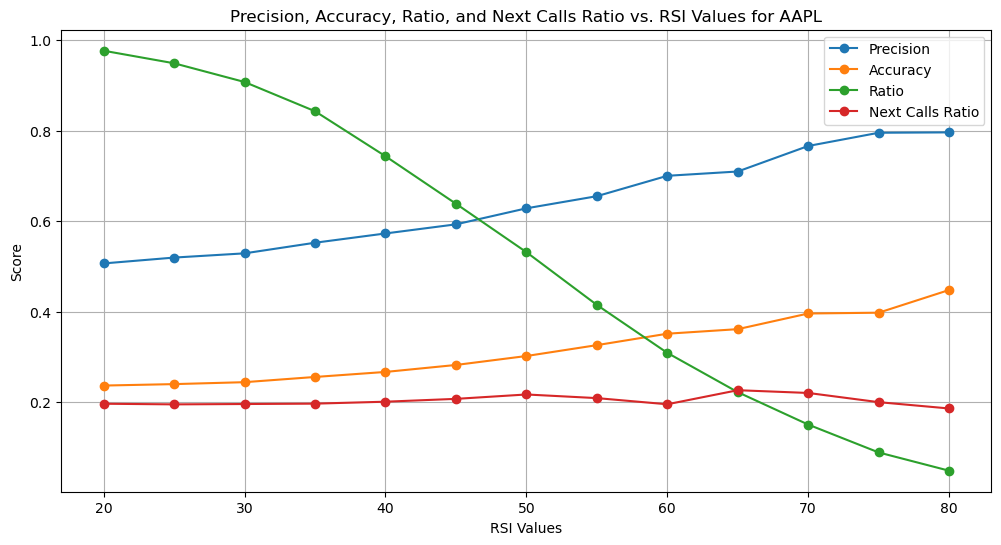 Precision, Accuracy, Ratio, and Next Calls Ratio vs. RSI Values for AAPL
Precision
Accuracy
Ratio
Next Calls Ratio
Score
1.0
0.8
0.6
0.4
0.2
20 30 40 50 60 70 80
RSI Values